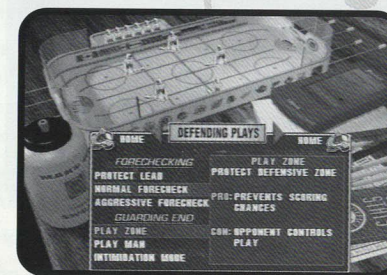 HOME
DEFENDING PLAYS
HOME
FORECHECKING
PROTECT LEAD
NORMAL FORECHECK
AGGRESSIVE FORECHECK
GUARDING END
PLAY ZONE
PLAY MAN
INTIMIDATION MODE
PLAY ZONE
PROTECT DEFENSIVE ZONE
PRO: PREVENTS SCORING
CHANCES
CON: OPPONENT CONTROLS
PLAY